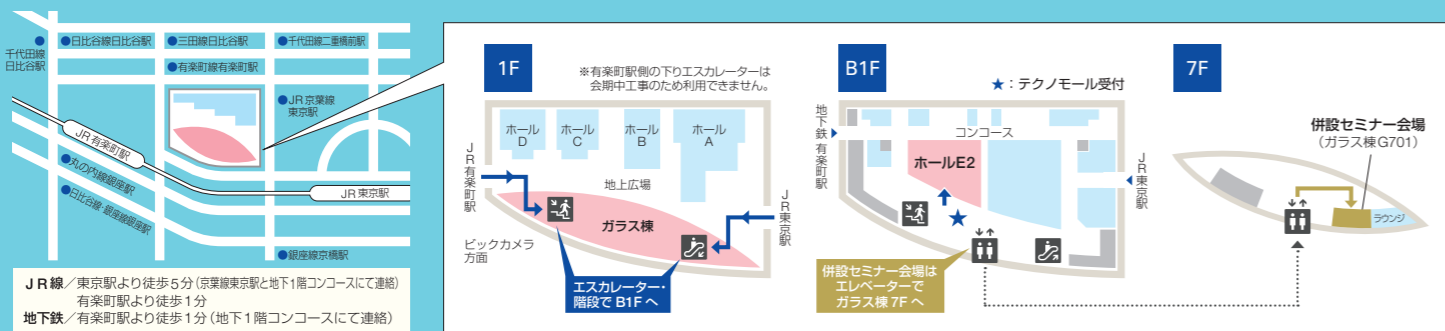 千代田線
日比谷駅
●日比谷線日比谷駅
●三田線日比谷駅
●千代田線二重橋前駅
●有楽町線有楽町駅
●JR京葉線
東京駅
JR有楽町駅
●丸の内線銀座駅
●日比谷線・銀座線銀座駅
JR東京駅
●銀座線京橋駅
JR線／東京駅より徒歩5分(京葉線東京駅と地下1階コンコースにて連絡)
有楽町駅より徒歩1分
地下鉄／有楽町駅より徒歩1分(地下1階コンコースにて連絡)
1F
※有楽町駅側の下りエスカレーターは
会期中工事のため利用できません。
ホール
D
ホール
C
ホール
B
ホール
A
地上広場
JR有楽町駅
JR東京駅
ガラス棟
ビックカメラ
方面
エスカレーター・
階段でB1Fへ
B1F
★：テクノモール受付
地下鉄有楽町駅
コンコース
ホールE2
JR東京駅
★
併設セミナー会場は
エレベーターで
ガラス棟7Fへ
7F
併設セミナー会場
(ガラス棟G701)
ラウンジ